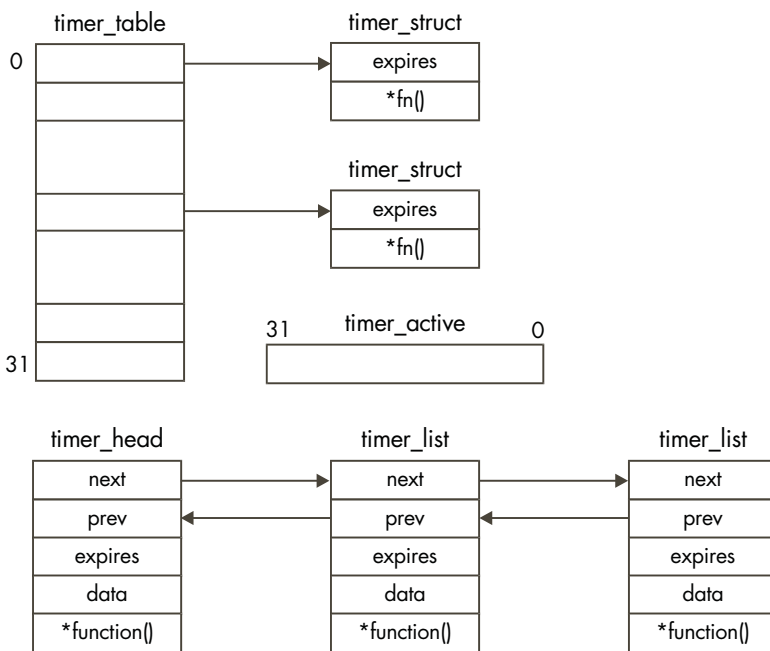 timer_table
timer_struct
0
expires
*fn()
timer_struct
expires
*fn()
31
timer_active
0
31
timer_head
timer_list
timer_list
next
next
next
prev
prev
prev
expires
expires
expires
data
data
data
*function()
*function()
*function()